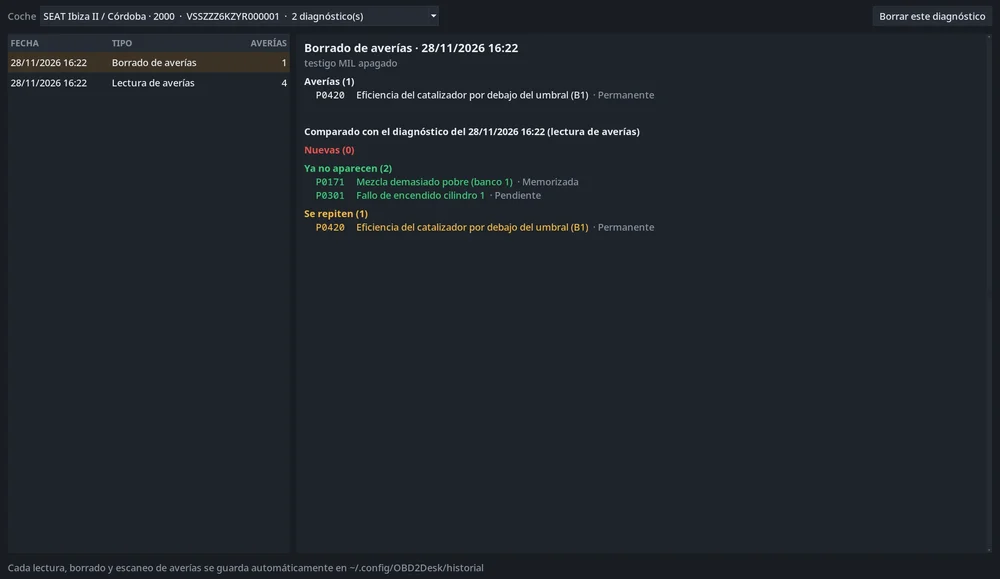 Coche SEAT Ibiza II / Córdoba · 2000 · VSSZZZ6KZYR000001 · 2 diagnóstico(s) Borrar este diagnóstico
FECHA TIPO AVERÍAS
28/11/2026 16:22 Borrado de averías 1
28/11/2026 16:22 Lectura de averías 4
Borrado de averías · 28/11/2026 16:22
testigo MIL apagado
Averías (1)
P0420 Eficiencia del catalizador por debajo del umbral (B1) · Permanente
Comparado con el diagnóstico del 28/11/2026 16:22 (lectura de averías)
Nuevas (0)
Ya no aparecen (2)
P0171 Mezcla demasiado pobre (banco 1) · Memorizada
P0301 Fallo de encendido cilindro 1 · Pendiente
Se repiten (1)
P0420 Eficiencia del catalizador por debajo del umbral (B1) · Permanente
Cada lectura, borrado y escaneo de averías se guarda automáticamente en ~/.config/OBD2Desk/historial